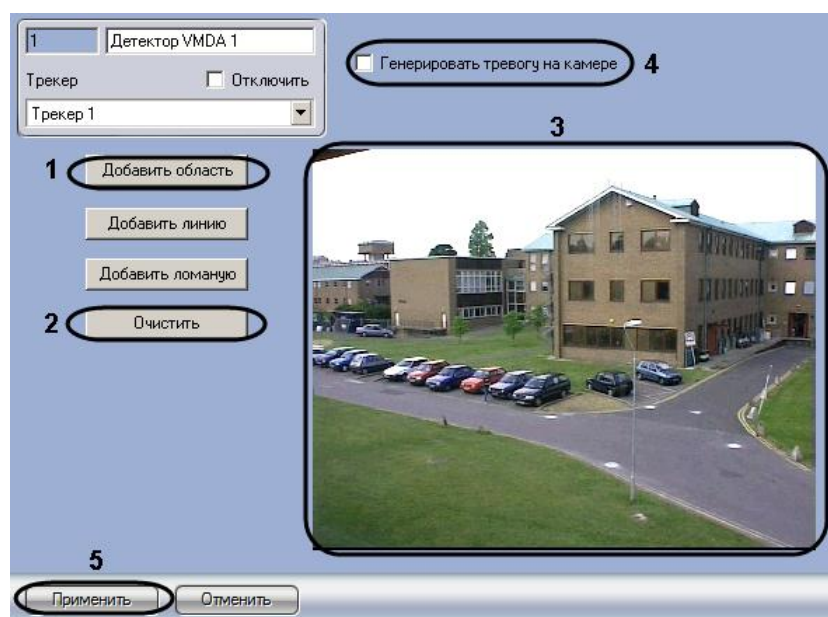 1 Детектор VMDA 1
Трекер Отключить
Трекер 1
Генерировать тревогу на камере 4
3
1 Добавить область
Добавить линию
Добавить ломаную
2 Очистить
5
Применить Отменить